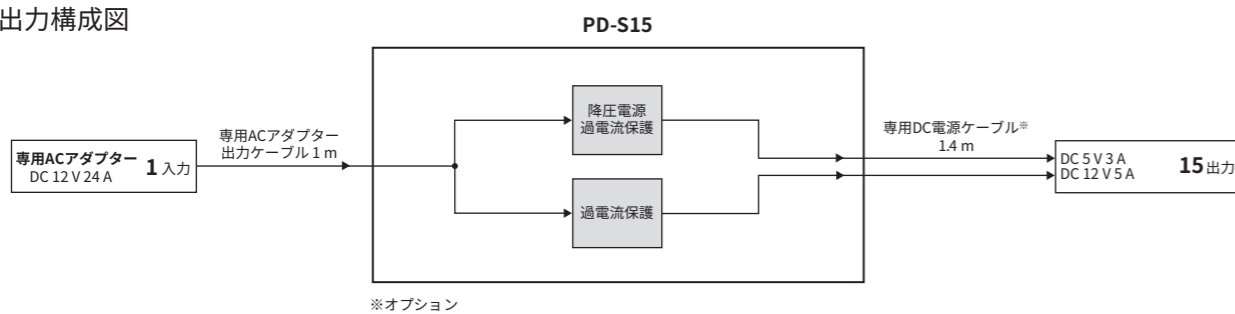 出力構成図
PD-S15
専用ACアダプター
DC 12 V 24 A
1 入力
専用ACアダプター
出力ケーブル 1 m
降圧電源
過電流保護
過電流保護
専用DC電源ケーブル※
1.4 m
DC 5 V 3 A
DC 12 V 5 A
15 出力
※オプション